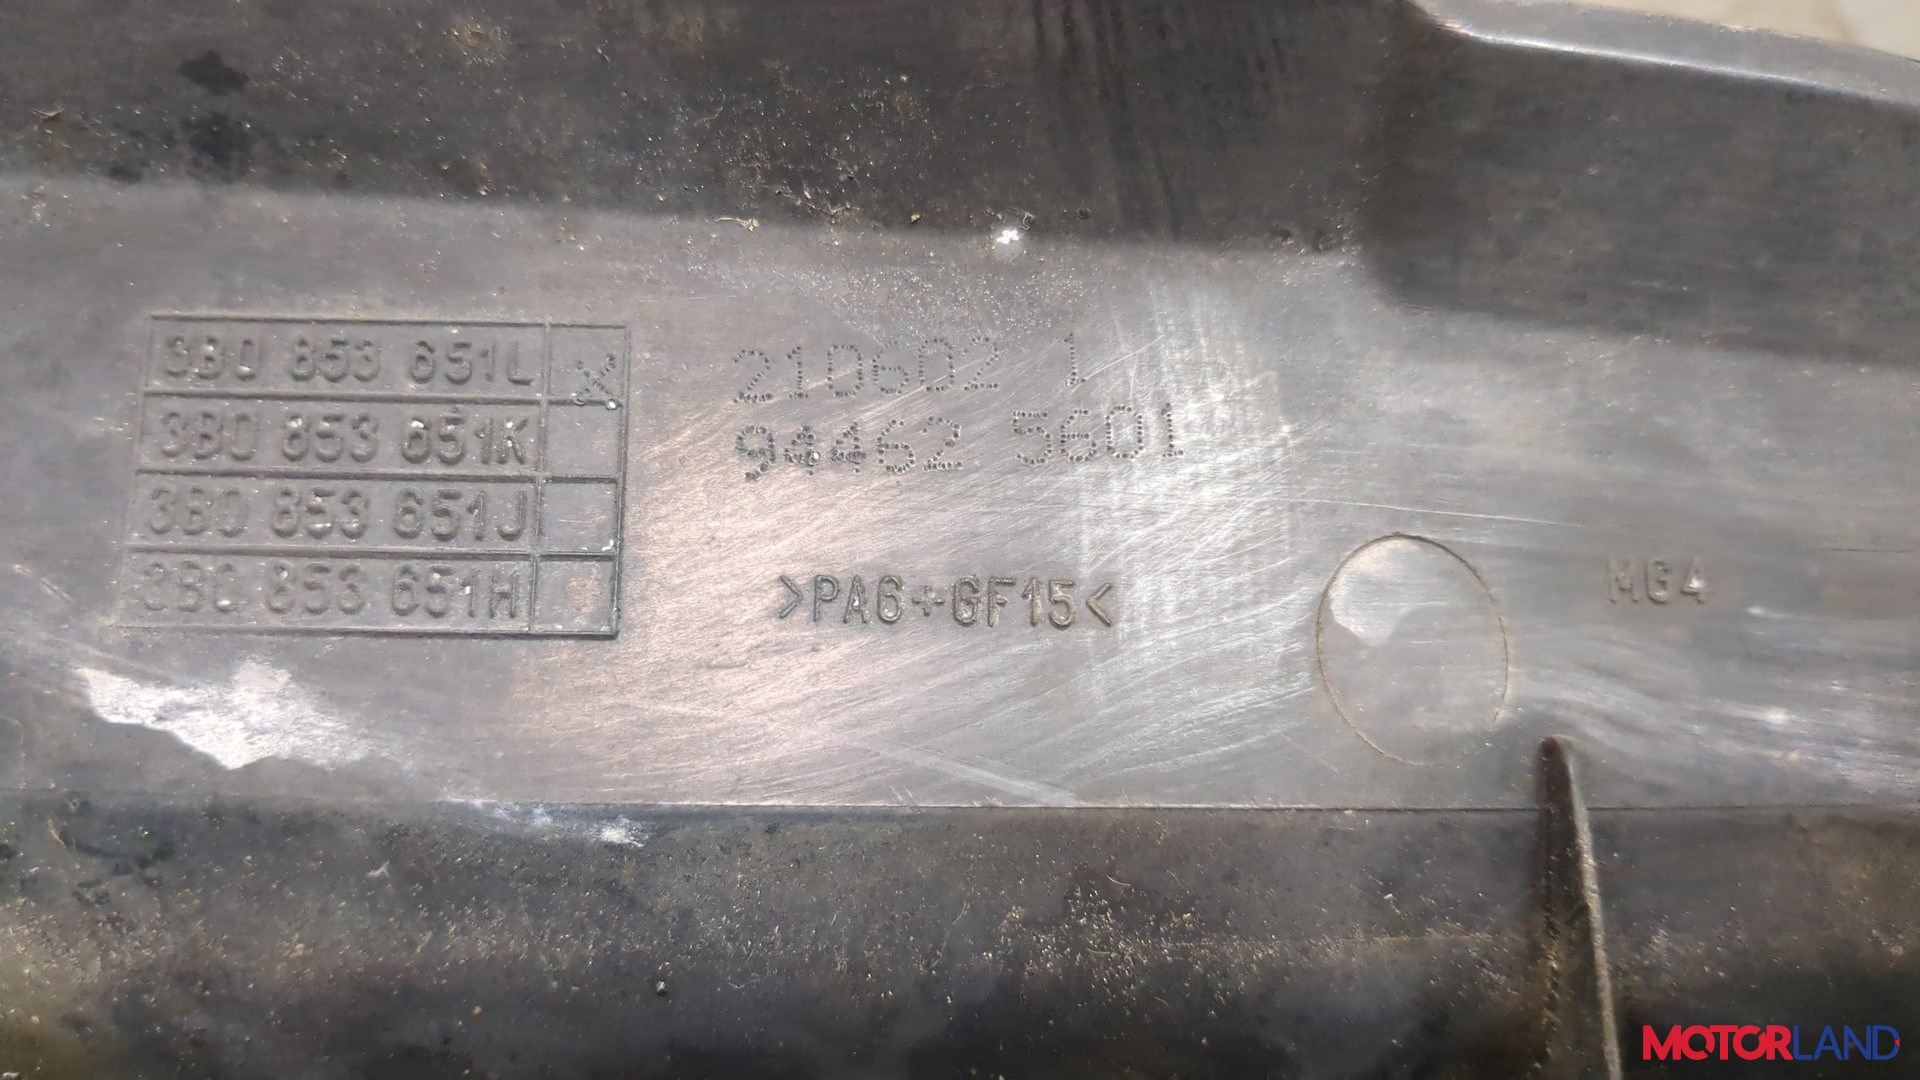 3B0 853 651L X
3B0 853 651K
3B0 853 651J
3B0 853 651H
210602 1
94462 5601
>PA6+GF15<
MG4
MOTORLAND